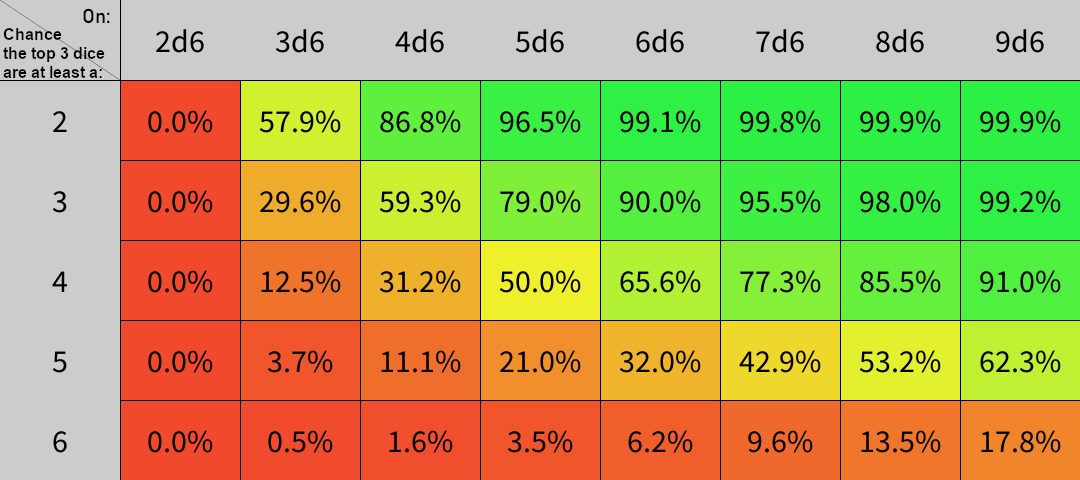 On:
Chance
the top 3 dice
are at least a:
2d6 3d6 4d6 5d6 6d6 7d6 8d6 9d6
2 0.0% 57.9% 86.8% 96.5% 99.1% 99.8% 99.9% 99.9%
3 0.0% 29.6% 59.3% 79.0% 90.0% 95.5% 98.0% 99.2%
4 0.0% 12.5% 31.2% 50.0% 65.6% 77.3% 85.5% 91.0%
5 0.0% 3.7% 11.1% 21.0% 32.0% 42.9% 53.2% 62.3%
6 0.0% 0.5% 1.6% 3.5% 6.2% 9.6% 13.5% 17.8%